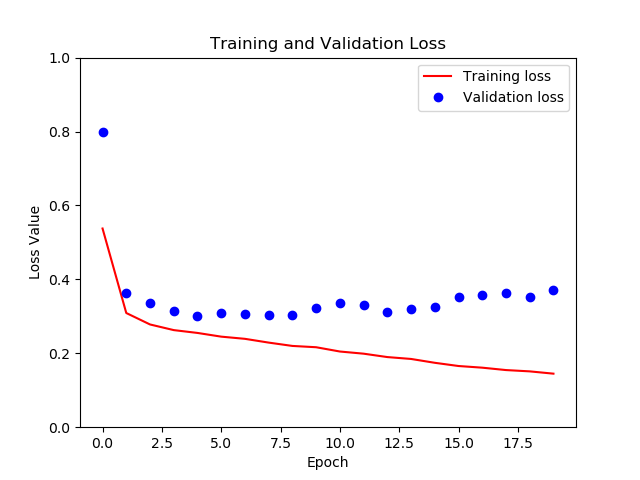 Training and Validation Loss
1.0
0.8
0.6
0.4
0.2
0.0
Loss Value
Training loss
Validation loss
0.0 2.5 5.0 7.5 10.0 12.5 15.0 17.5
Epoch